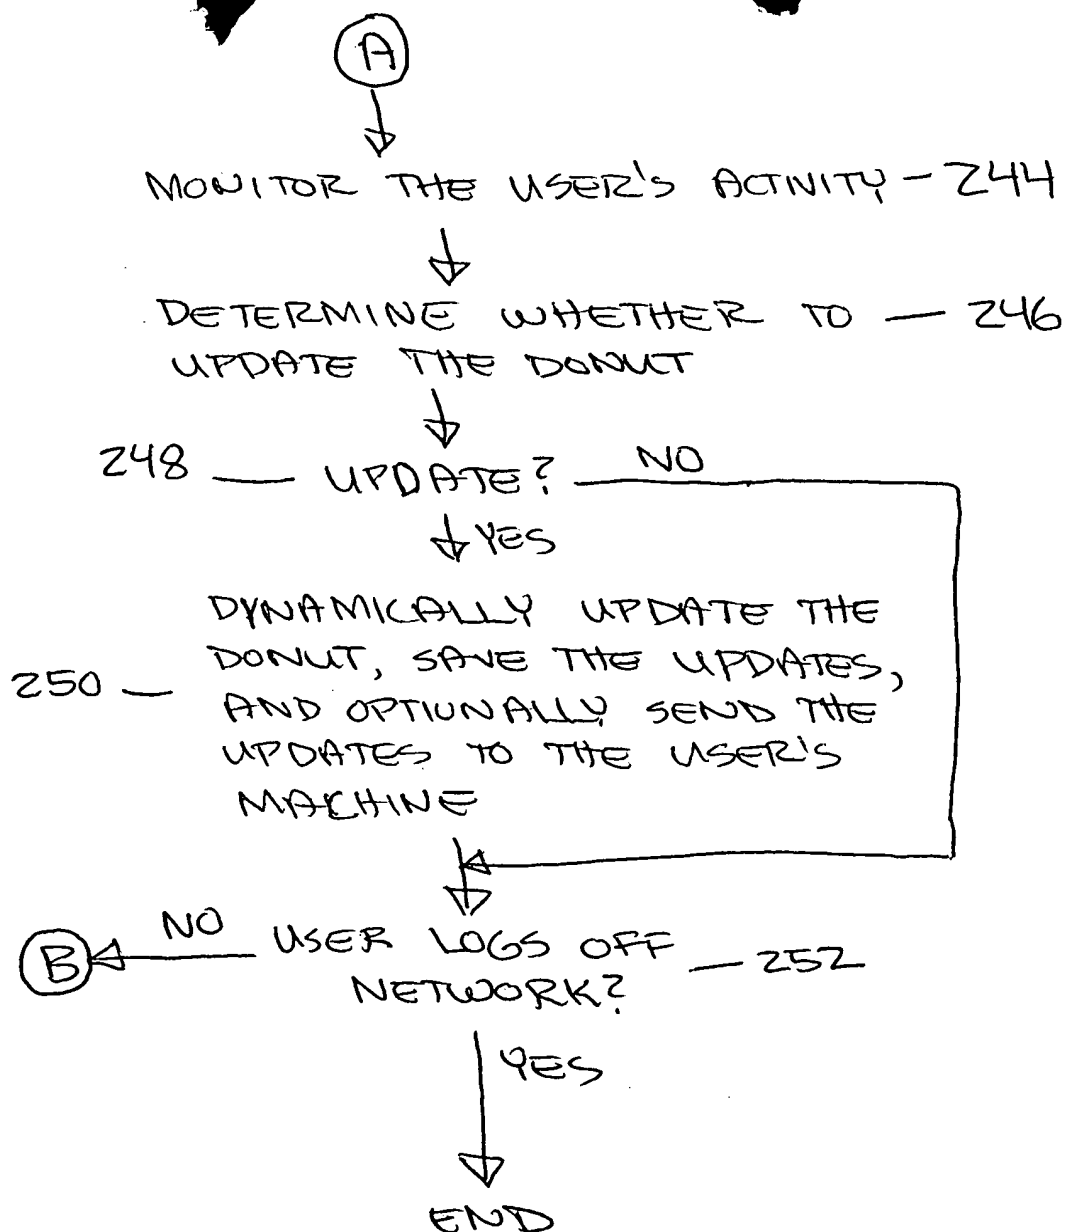 A
MONITOR THE USER'S ACTIVITY - 244
DETERMINE WHETHER TO — 246
UPDATE THE DONUT
248 — UPDATE? NO
YES
DYNAMICALLY UPDATE THE
DONUT, SAVE THE UPDATES,
250 —
AND OPTIONALLY SEND THE
UPDATES TO THE USER'S
MACHINE
NO USER LOGS OFF
B
NETWORK? — 252
YES
END